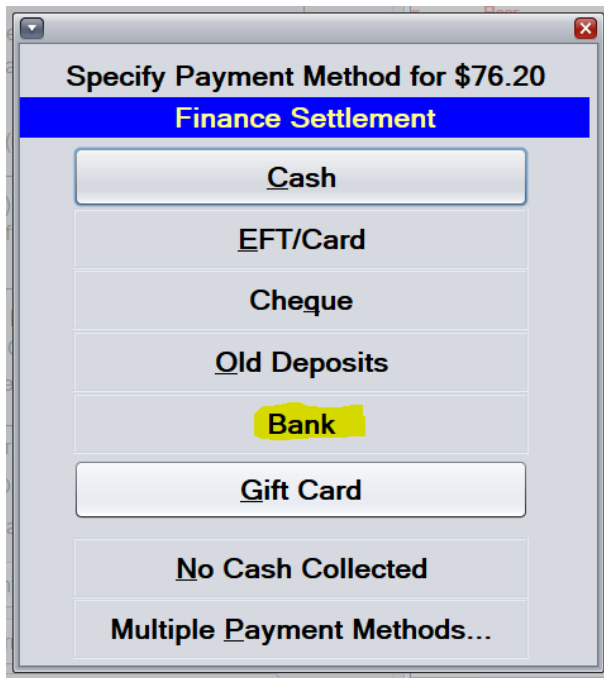 Specify Payment Method for $76.20
Finance Settlement
Cash
EFT/Card
Cheque
Old Deposits
Bank
Gift Card
No Cash Collected
Multiple Payment Methods...